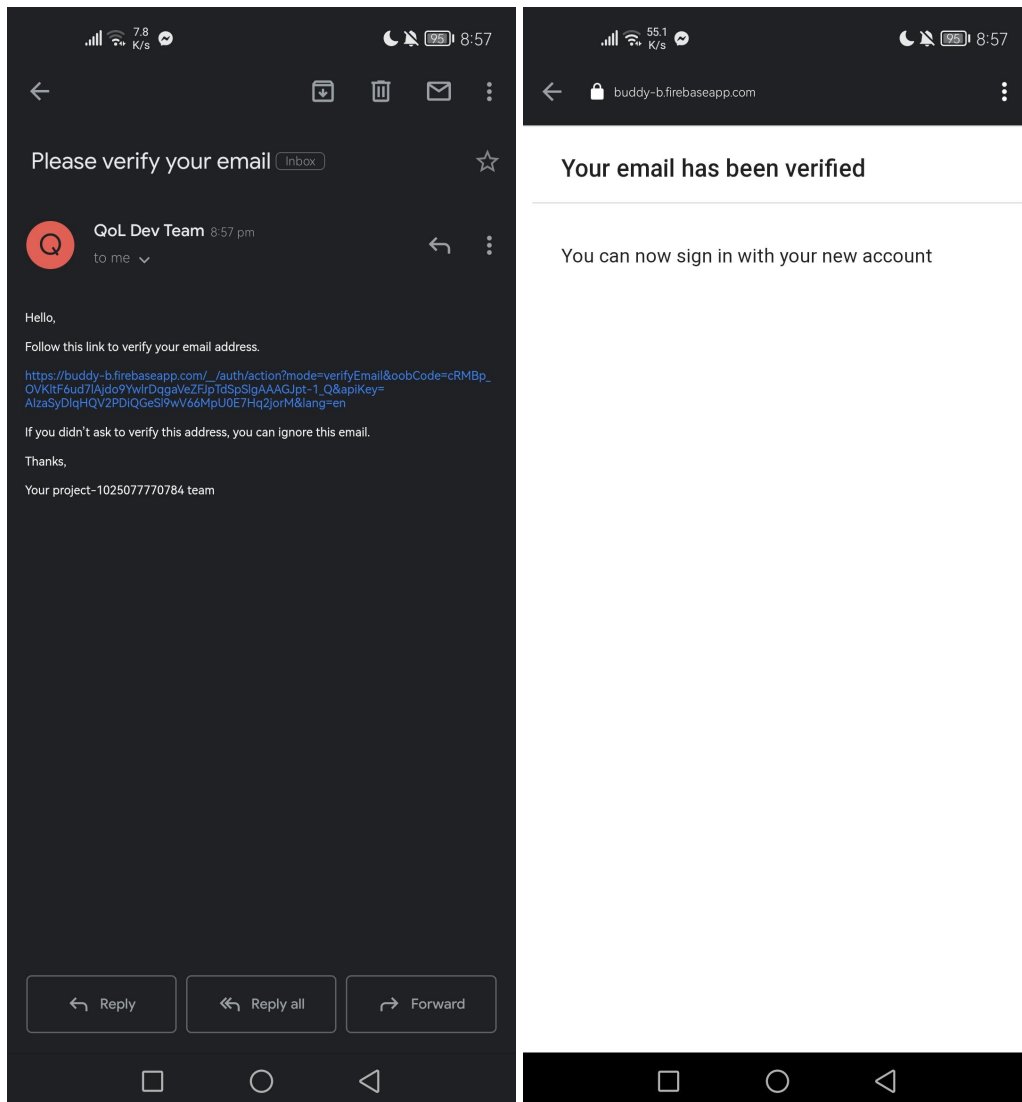 7.8
K/s
95
8:57
Please verify your email
Inbox
Q
QoL Dev Team 8:57 pm
to me
Hello,
Follow this link to verify your email address.
https://buddy-b.firebaseapp.com/__/auth/action?mode=verifyEmail&oobCode=cRMBp_
OVKltF6ud7lAjdo9YwlrDqgaVeZFJpTdSpSlgAAAGJpt-1_Q&apiKey=
AIzaSyDlqHQV2PDiQGeSl9wV66MpU0E7Hq2jorM&lang=en
If you didn't ask to verify this address, you can ignore this email.
Thanks,
Your project-1025077770784 team
Reply
Reply all
Forward
55.1
K/s
95
8:57
buddy-b.firebaseapp.com
Your email has been verified
You can now sign in with your new account